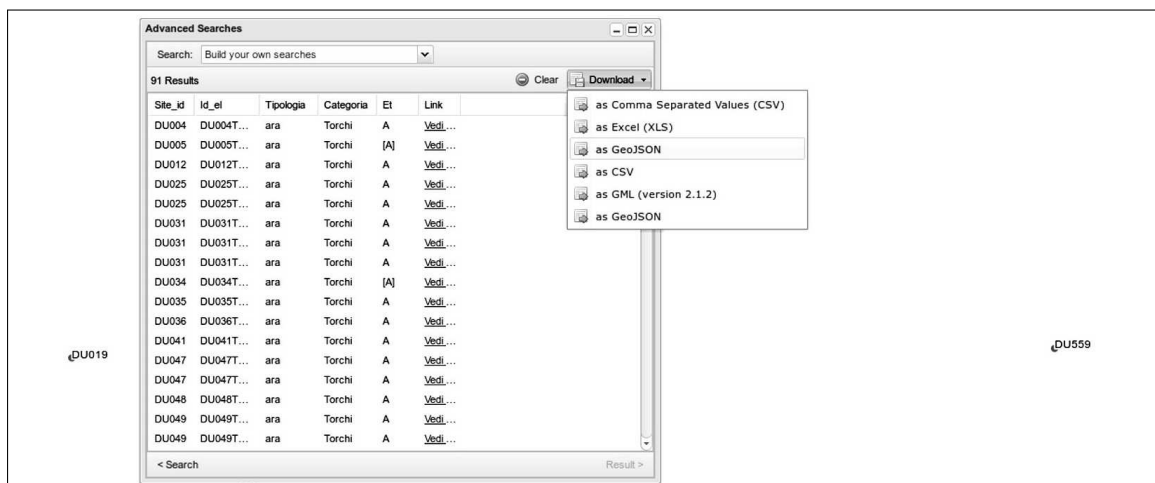 Advanced Searches
Search: Build your own searches
91 Results Clear Download
Site_id Id_el Tipologia Categoria Et Link
as Comma Separated Values (CSV)
as Excel (XLS)
as GeoJSON
as CSV
as GML (version 2.1.2)
as GeoJSON
DU004 DU004T... ara Torchi A Vedi ...
DU005 DU005T... ara Torchi [A] Vedi ...
DU012 DU012T... ara Torchi A Vedi ...
DU025 DU025T... ara Torchi A Vedi ...
DU025 DU025T... ara Torchi A Vedi ...
DU031 DU031T... ara Torchi A Vedi ...
DU031 DU031T... ara Torchi A Vedi ...
DU031 DU031T... ara Torchi A Vedi ...
DU034 DU034T... ara Torchi [A] Vedi ...
DU035 DU035T... ara Torchi A Vedi ...
DU036 DU036T... ara Torchi A Vedi ...
DU041 DU041T... ara Torchi A Vedi ...
DU047 DU047T... ara Torchi A Vedi ...
DU047 DU047T... ara Torchi A Vedi ...
DU048 DU048T... ara Torchi A Vedi ...
DU049 DU049T... ara Torchi A Vedi ...
DU049 DU049T... ara Torchi A Vedi ...
DU019
DU559
< Search Result >